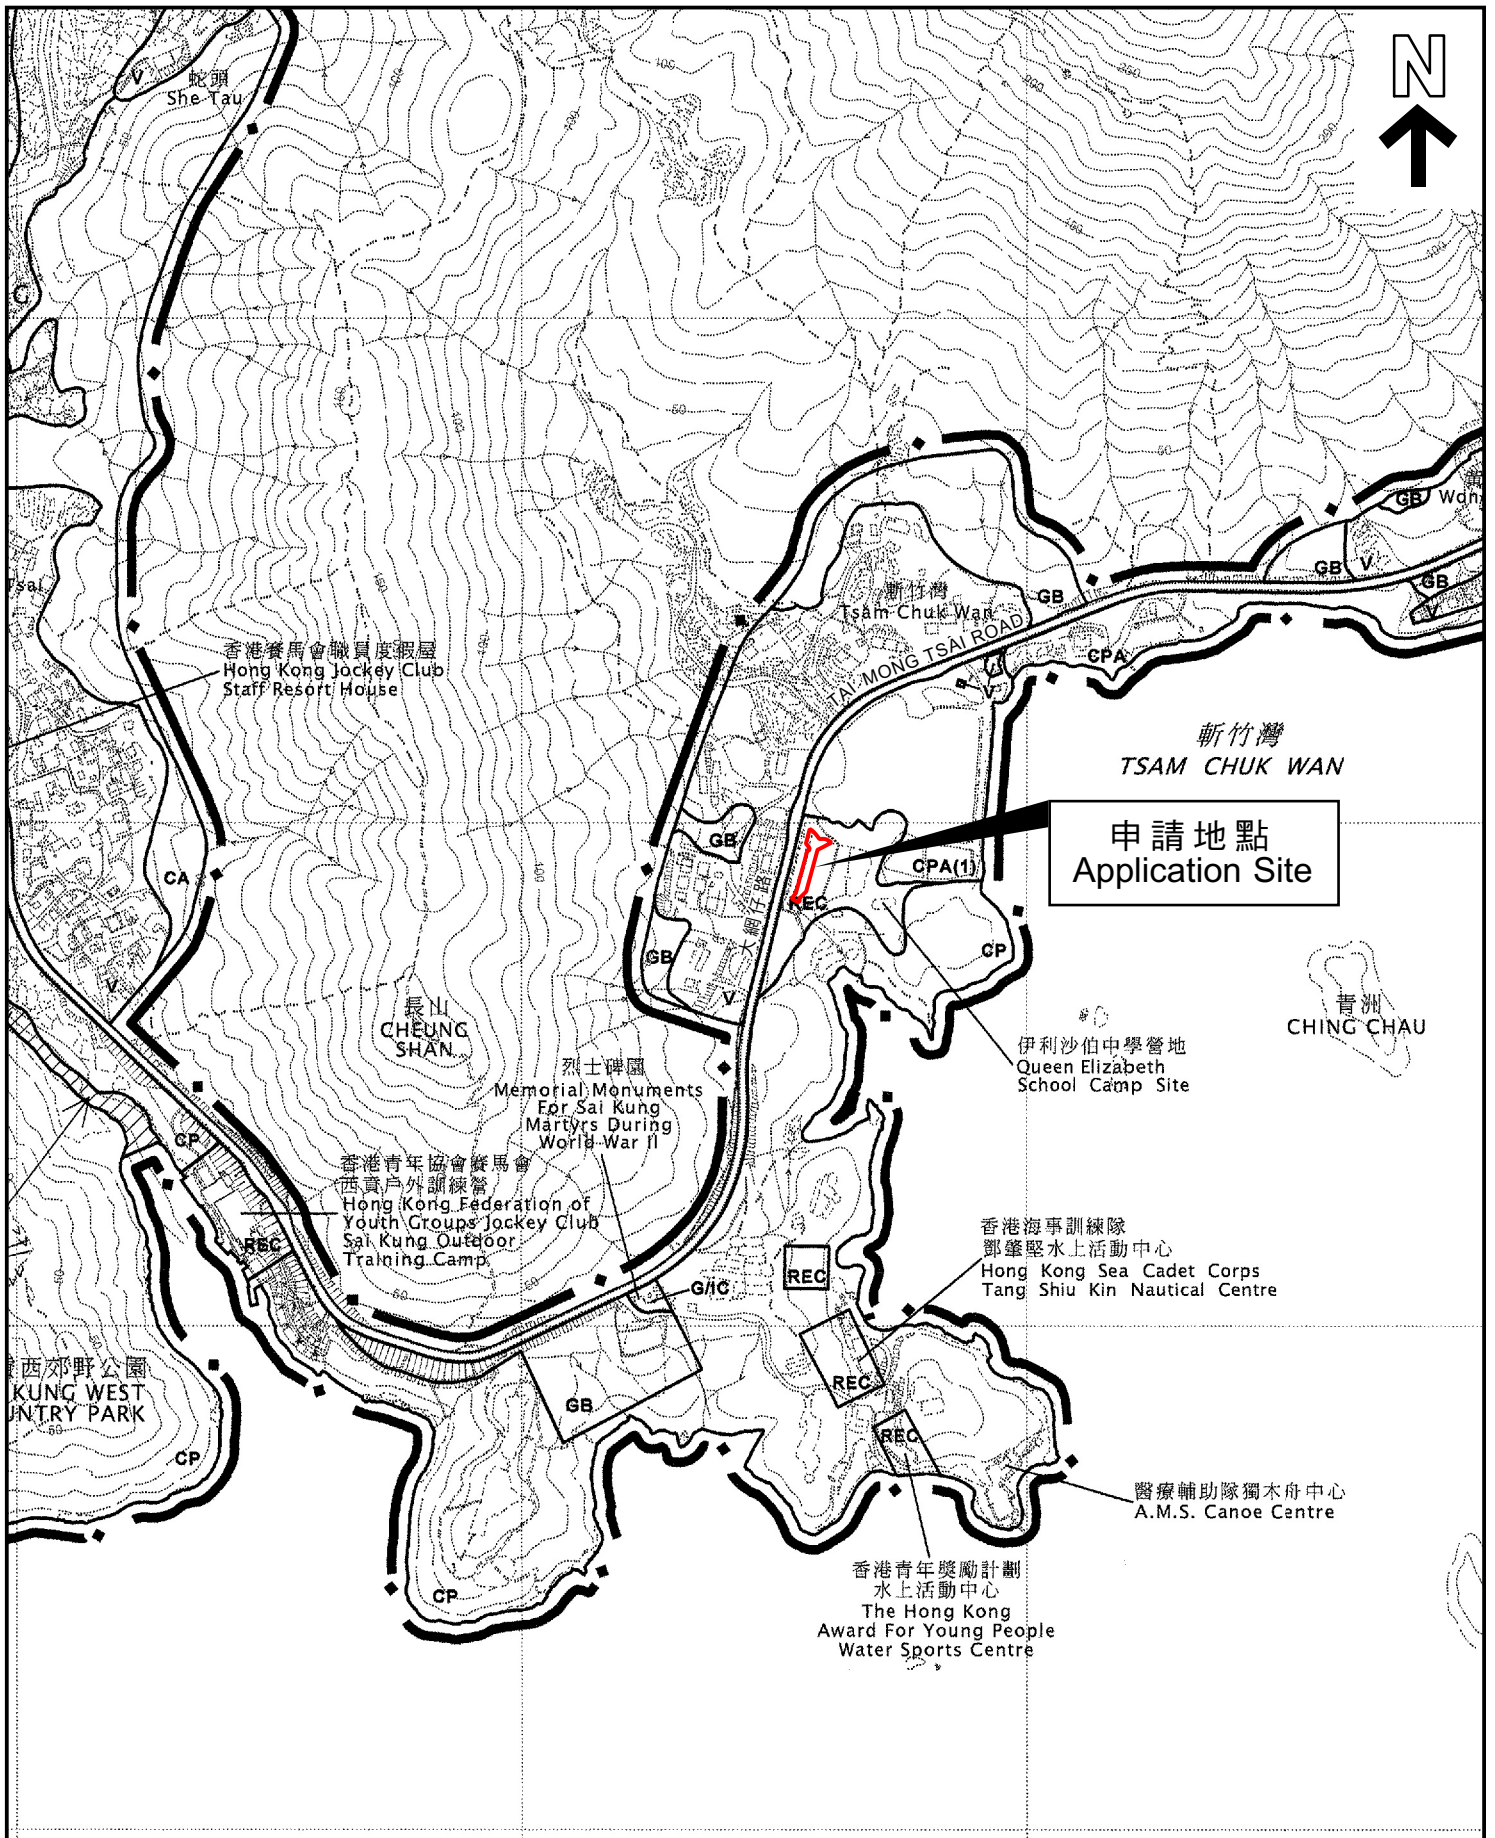 N
V
蛇頭
She Tau
GB
Won
GB
V
GB
V
斬竹灣
Tsam Chuk Wan
GB
TAI MONG TSAI ROAD
CPA
V
V
香港賽馬會職員度假屋
Hong Kong Jockey Club
Staff Resort House
斬竹灣
TSAM CHUK WAN
申請地點
Application Site
GB
CPA(1)
REC
大網仔路
CA
GB
V
CP
V
長山
CHEUNG
SHAN
青洲
CHING CHAU
伊利沙伯中學營地
Queen Elizabeth
School Camp Site
烈士碑園
Memorial Monuments
For Sai Kung
Martyrs During
World War II
CP
香港青年協會賽馬會
西貢戶外訓練營
Hong Kong Federation of
Youth Groups Jockey Club
Sai Kung Outdoor
Training Camp
REC
香港海事訓練隊
鄧肇堅水上活動中心
Hong Kong Sea Cadet Corps
Tang Shiu Kin Nautical Centre
REC
G/IC
西郊野公園
KUNG WEST
UNTRY PARK
CP
GB
REC
REC
醫療輔助隊獨木舟中心
A.M.S. Canoe Centre
CP
香港青年獎勵計劃
水上活動中心
The Hong Kong
Award For Young People
Water Sports Centre